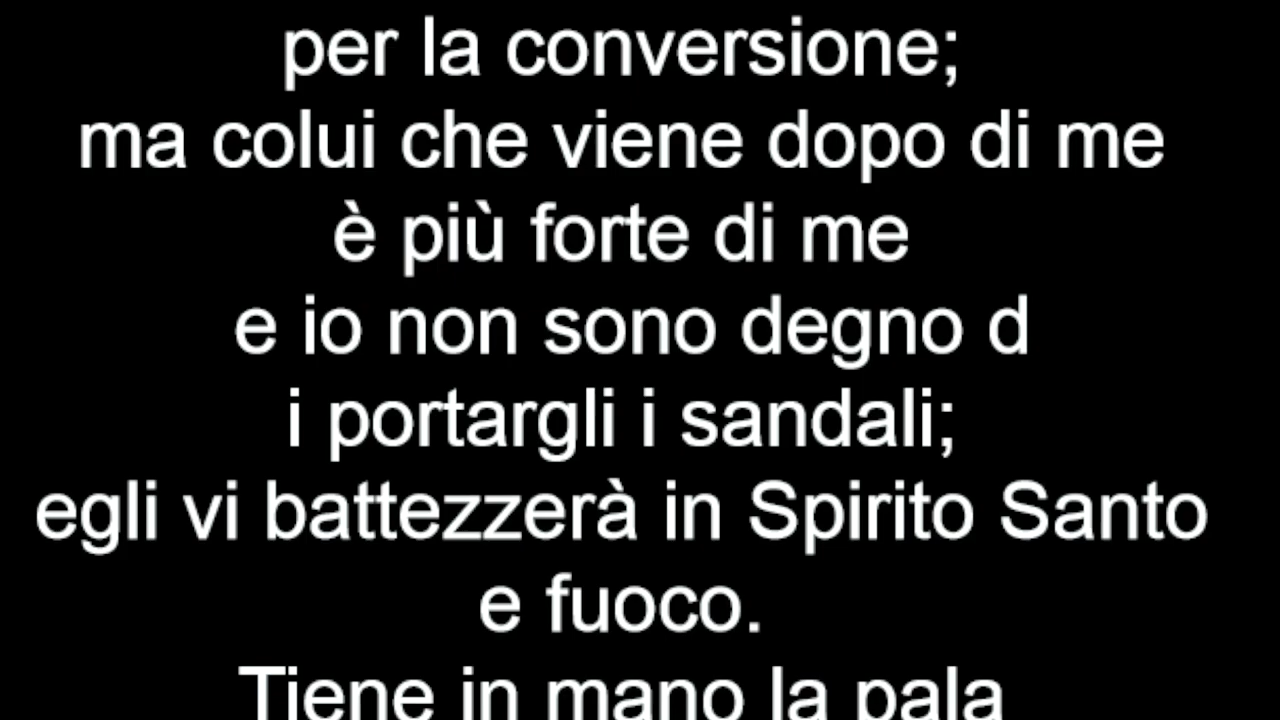 per la conversione;
ma colui che viene dopo di me
è più forte di me
e io non sono degno d
i portargli i sandali;
egli vi battezzerà in Spirito Santo
e fuoco.
Tiene in mano la pala